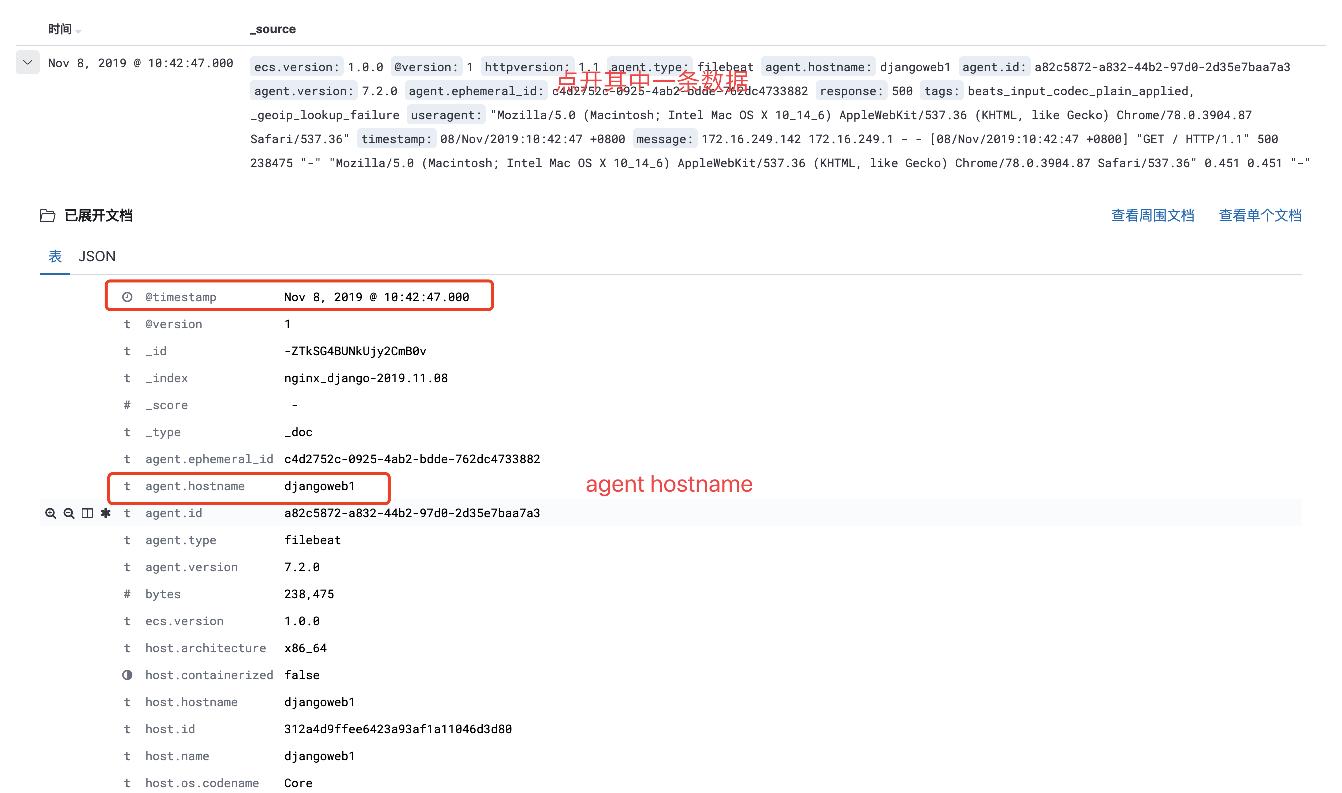 时间 _source
Nov 8, 2019 @ 10:42:47.000 ecs.version: 1.0.0 @version: 1 httpversion: 1.1 agent.type: filebeat agent.hostname: djangoweb1 agent.id: a82c5872-a832-44b2-97d0-2d35e7baa7a3
点开其中一条数据
agent.version: 7.2.0 agent.ephemeral_id: c4d2752c-0925-4ab2-bdde-762dc4733882 response: 500 tags: beats_input_codec_plain_applied,
_geoip_lookup_failure useragent: "Mozilla/5.0 (Macintosh; Intel Mac OS X 10_14_6) AppleWebKit/537.36 (KHTML, like Gecko) Chrome/78.0.3904.87
Safari/537.36" timestamp: 08/Nov/2019:10:42:47 +0800 message: 172.16.249.142 172.16.249.1 - - [08/Nov/2019:10:42:47 +0800] "GET / HTTP/1.1" 500
238475 "-" "Mozilla/5.0 (Macintosh; Intel Mac OS X 10_14_6) AppleWebKit/537.36 (KHTML, like Gecko) Chrome/78.0.3904.87 Safari/537.36" 0.451 0.451 "-"
已展开文档 查看周围文档 查看单个文档
表 JSON
@timestamp Nov 8, 2019 @ 10:42:47.000
t @version 1
t _id -ZTkSG4BUNkUjy2CmB0v
t _index nginx_django-2019.11.08
# _score -
t _type _doc
t agent.ephemeral_id c4d2752c-0925-4ab2-bdde-762dc4733882
t agent.hostname djangoweb1 agent hostname
t agent.id a82c5872-a832-44b2-97d0-2d35e7baa7a3
t agent.type filebeat
t agent.version 7.2.0
# bytes 238,475
t ecs.version 1.0.0
t host.architecture x86_64
host.containerized false
t host.hostname djangoweb1
t host.id 312a4d9ffee6423a93af1a11046d3d80
t host.name djangoweb1
t host.os.codename Core